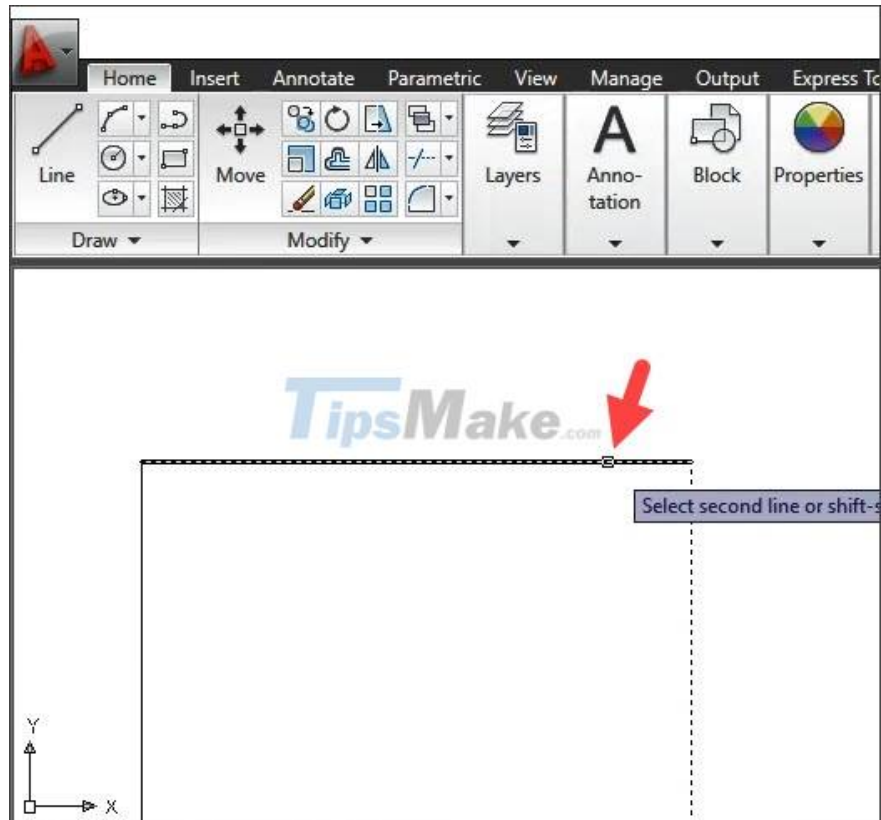 Home Insert Annotate Parametric View Manage Output Express
Line
Move
Layers
Anno-
tation
Block
Properties
Draw
Modify
TipsMake.com
Select second line or shift-s
Y
X